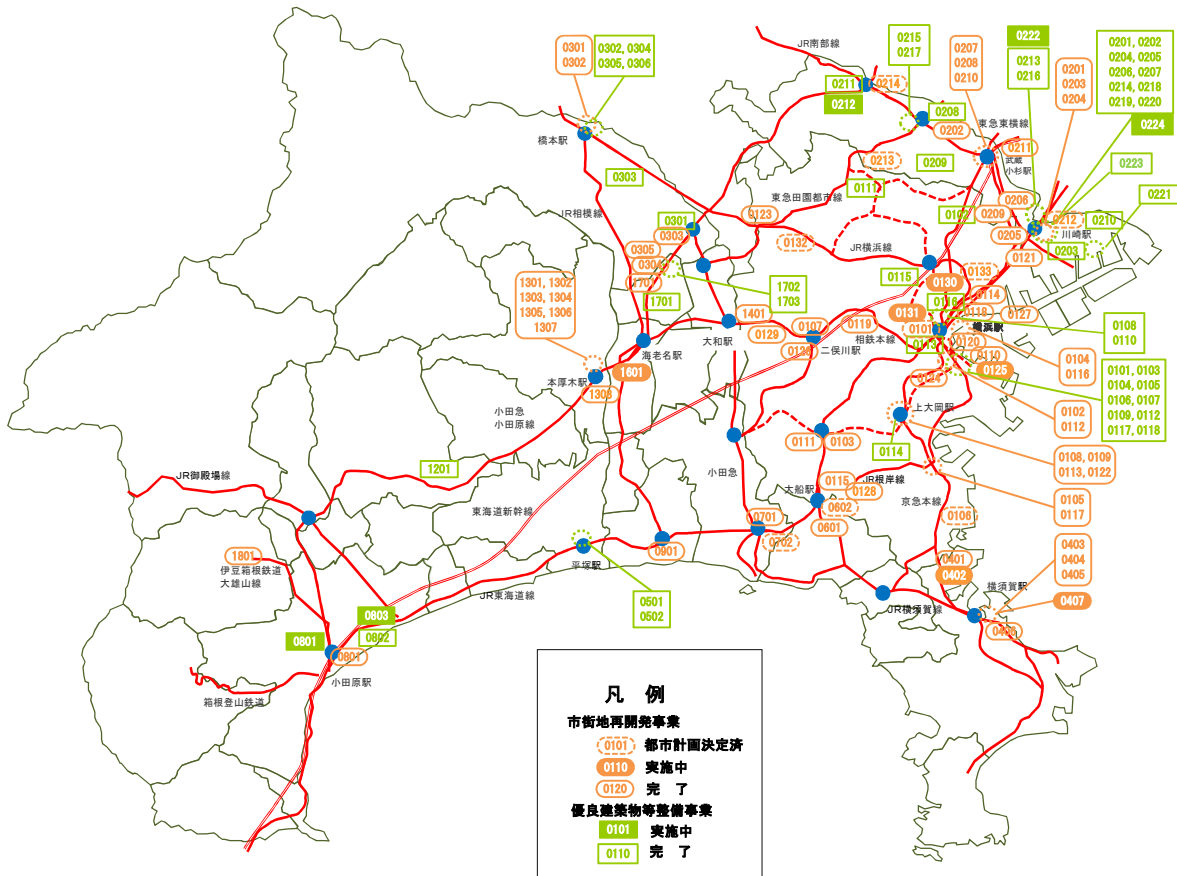 JR南部線
0301
0302
0302, 0304
0305, 0306
0215
0217
0207
0208
0210
0222
0213
0216
0201
0203
0204
0201, 0202
0204, 0205
0206, 0207
0214, 0218
0219, 0220
0224
0223
0221
0211
0214
0212
0208
0202
東急東横線
0211
武蔵
小杉駅
橋本駅
0213
0209
0303
東急田園都市線
0111
0206
0209
0212
0210
川崎駅
0205
0203
0121
JR相模線
0301
0303
0123
0132
JR横浜線
0305
0304
1701
1701
1702
1703
0115
0133
0130
0114
0116
0127
1301, 1302
1303, 1304
1305, 1306
1307
1401
0107
0119
0131
0101
横浜駅
0108
0110
大和駅
0129
二俣川駅
相鉄本線
0113
0120
0110
0104
0116
海老名駅
1601
本厚木駅
1303
0124
0125
0101, 0103
0104, 0105
0106, 0107
0109, 0112
0117, 0118
0102
0112
小田急
小田原線
上大岡駅
0111
0103
0114
0108, 0109
0113, 0122
1201
小田急
JR御殿場線
大船駅
0115
0128
JR根岸線
0105
0117
京急本線
東海道新幹線
0602
0601
0106
0701
0702
0901
平塚駅
1801
伊豆箱根鉄道
大雄山線
0401
0402
0403
0404
0405
横須賀駅
0407
JR東海道線
0501
0502
JR横須賀線
0803
0802
0801
0801
小田原駅
箱根登山鉄道
凡 例
市街地再開発事業
0101 都市計画決定済
0110 実施中
0120 完 了
優良建築物等整備事業
0101 実施中
0110 完 了